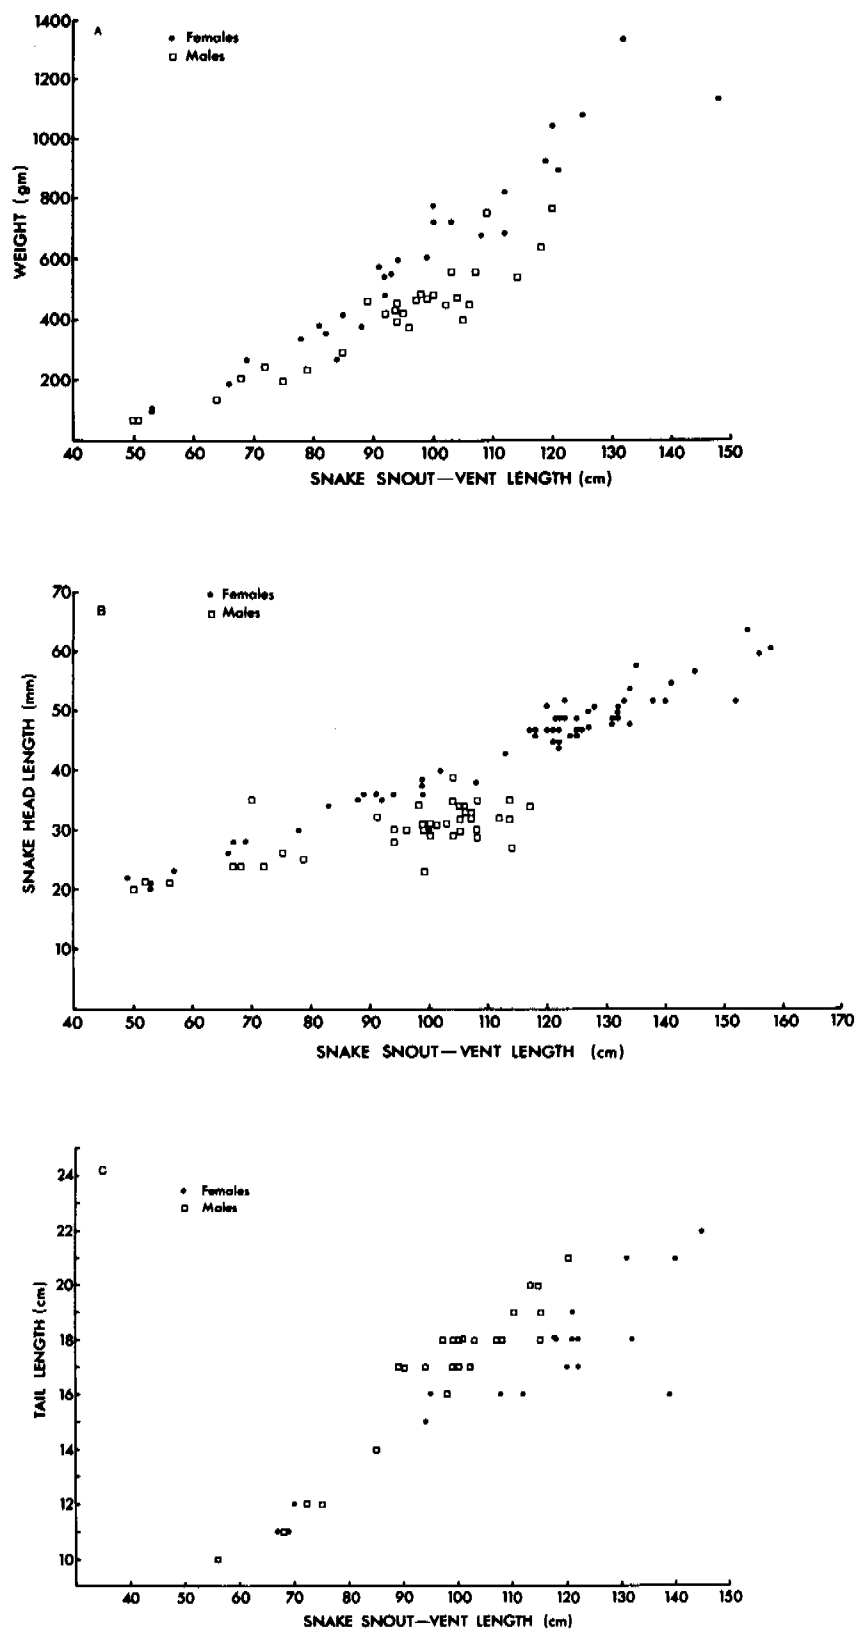 A
Females
Males
1400
1200
1000
800
600
400
200
WEIGHT (gm)
40 50 60 70 80 90 100 110 120 130 140 150
SNAKE SNOUT—VENT LENGTH (cm)
B
Females
Males
70
60
50
40
30
20
10
SNAKE HEAD LENGTH (mm)
40 50 60 70 80 90 100 110 120 130 140 150 160 170
SNAKE SNOUT—VENT LENGTH (cm)
C
Females
Males
24
22
20
18
16
14
12
10
TAIL LENGTH (cm)
40 50 60 70 80 90 100 110 120 130 140 150
SNAKE SNOUT—VENT LENGTH (cm)